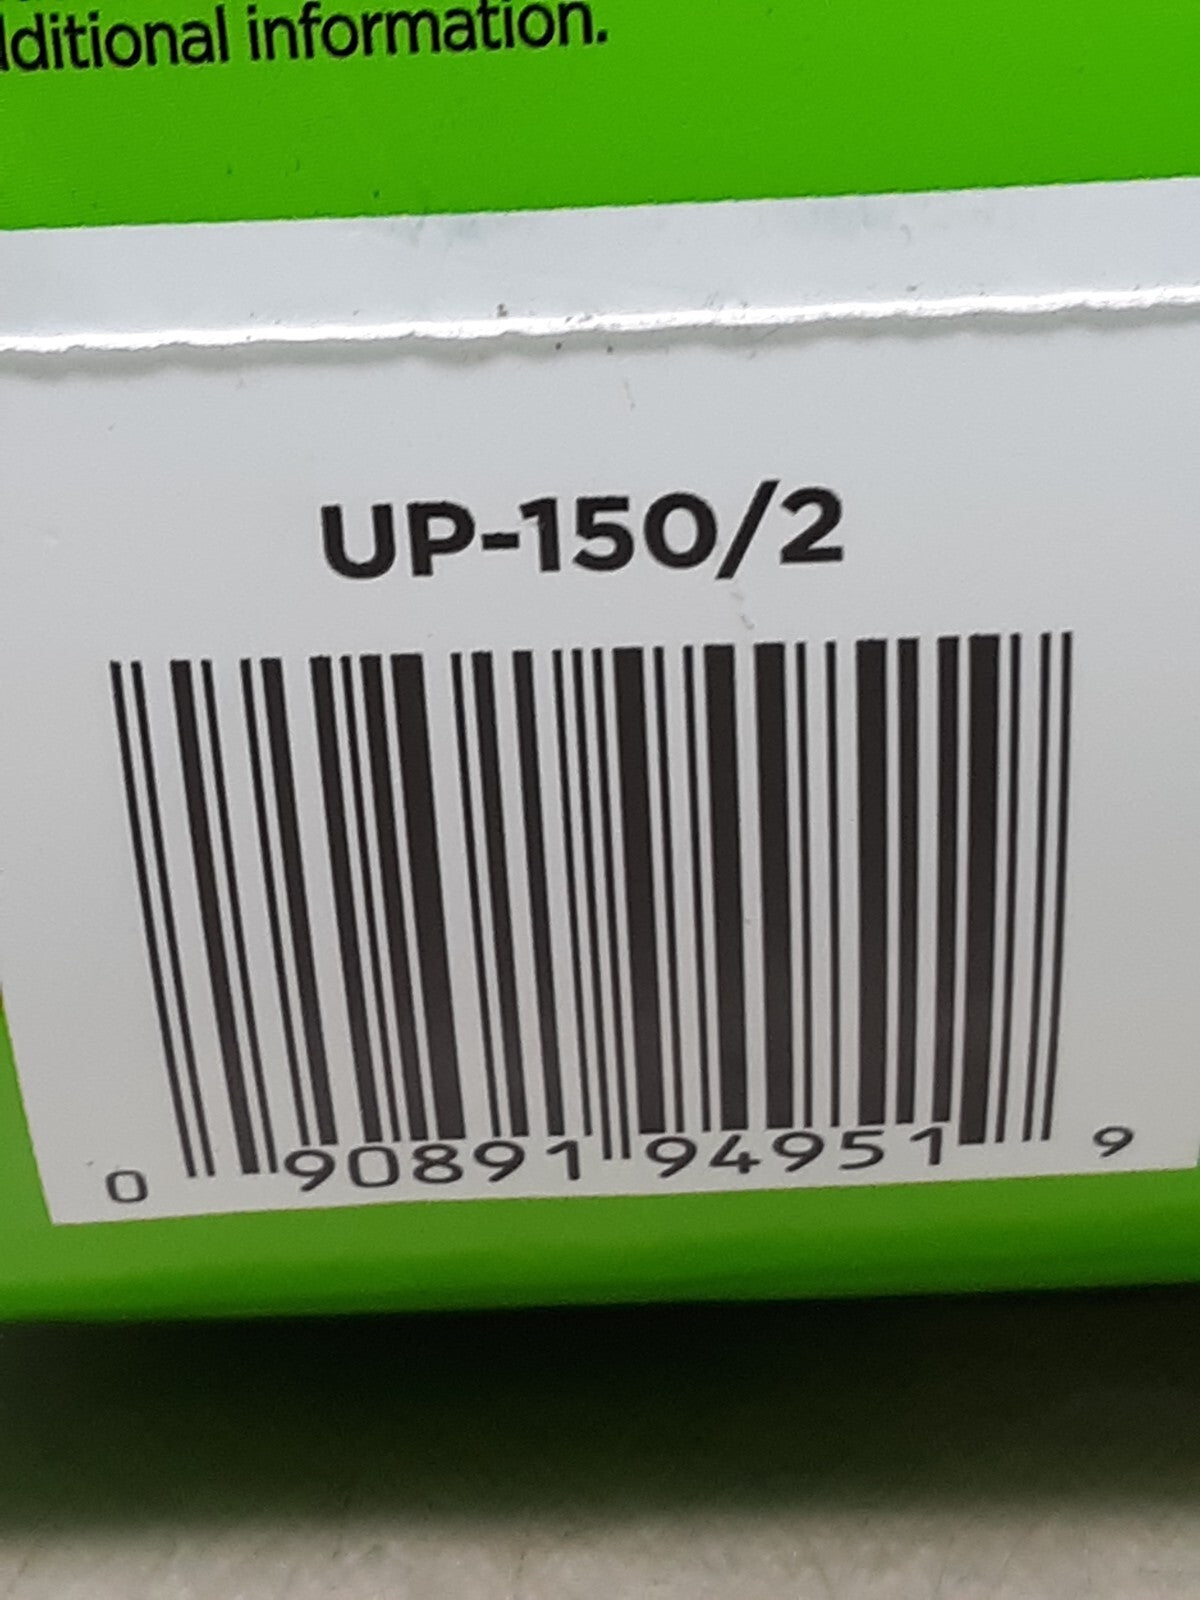 dditional information.
UP-150/2
0 90891 94951 9